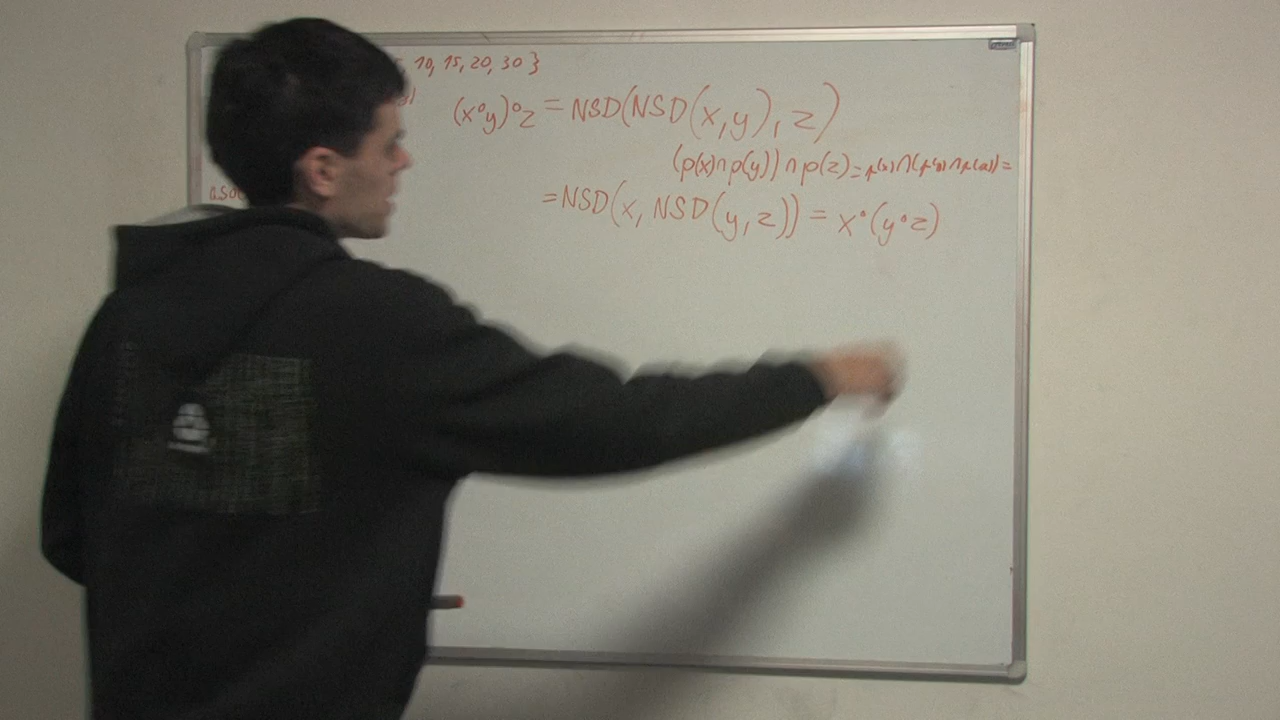 10, 15, 20, 30 }
(x∘y)∘z = NSD(NSD(x,y), z)
(p(x)∩p(y))∩p(z) =
= NSD(x, NSD(y,z)) = x∘(y∘z)